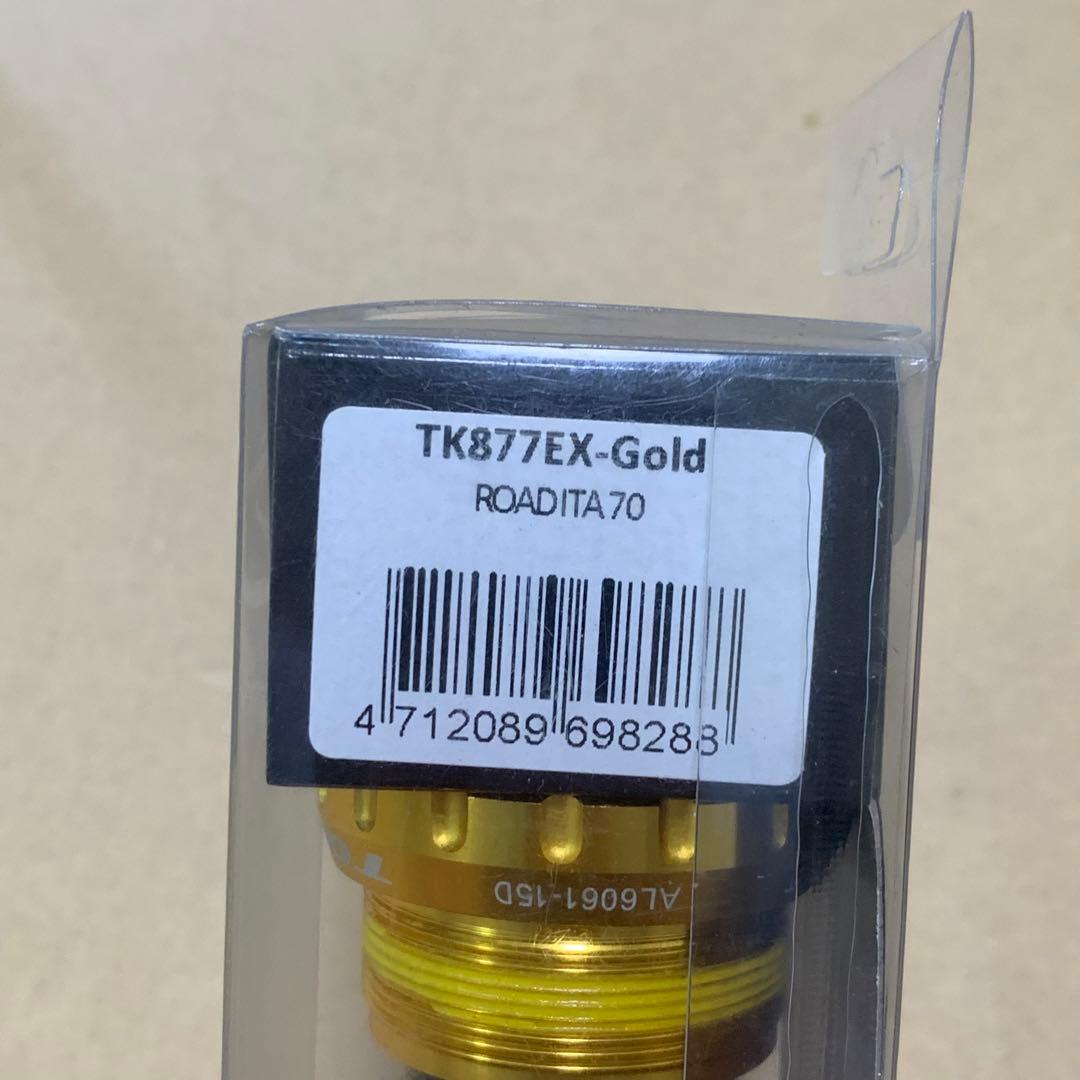 TK877EX-Gold
ROAD ITA 70
4 712089 698288
AL6061-15D